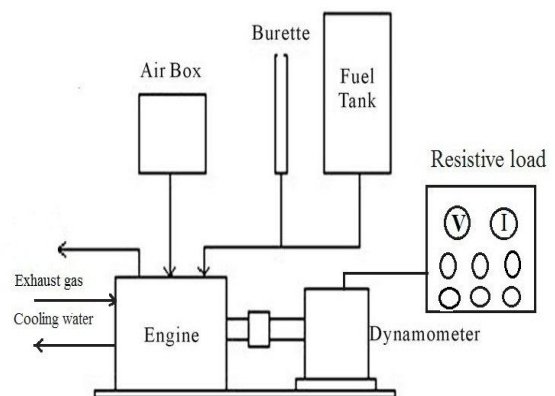 Burette
Air Box
Fuel
Tank
Resistive load
V I
Exhaust gas
Cooling water
Engine
Dynamometer